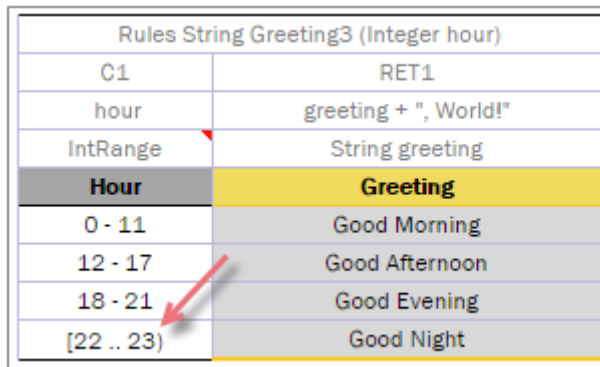 Rules String Greeting3 (Integer hour)
C1 RET1
hour greeting + ", World!"
IntRange String greeting
Hour Greeting
0 - 11 Good Morning
12 - 17 Good Afternoon
18 - 21 Good Evening
[22 .. 23) Good Night